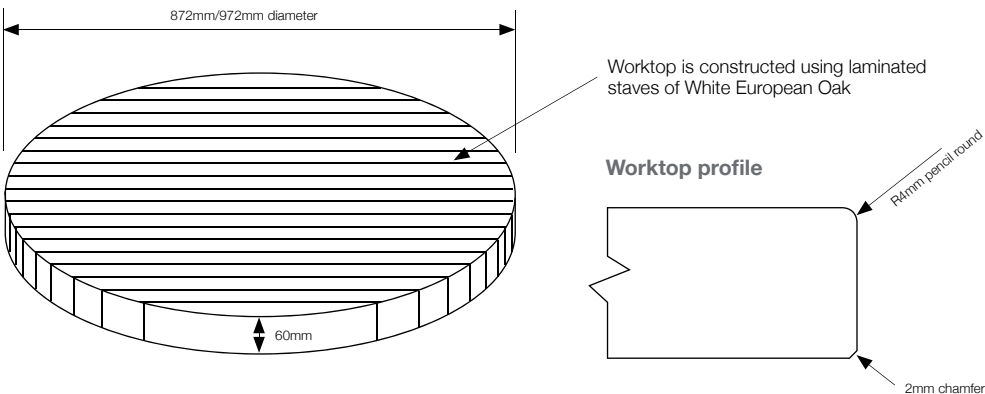 872mm/972mm diameter
Worktop is constructed using laminated
staves of White European Oak
Worktop profile
R4mm pencil round
60mm
2mm chamfer